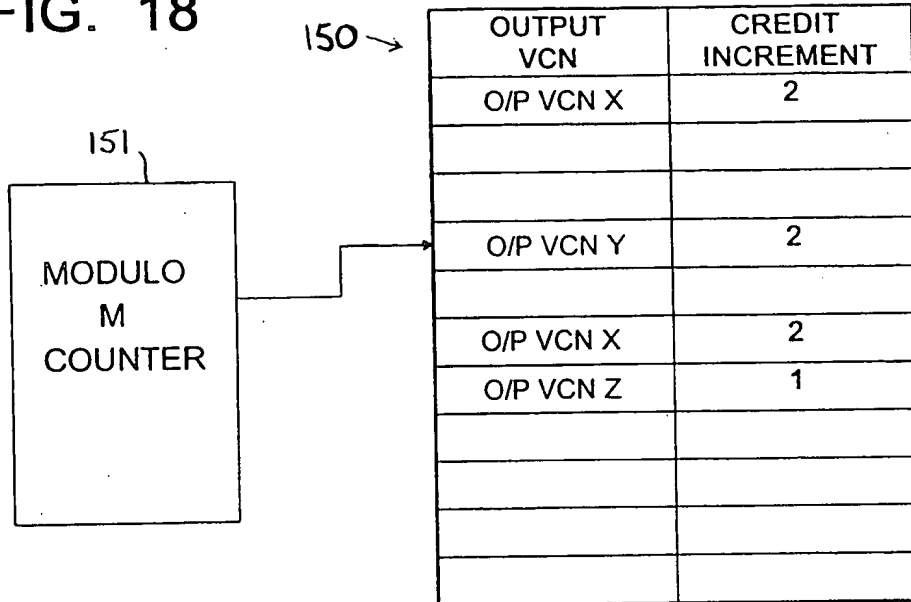 FIG. 18
150
OUTPUT VCN
CREDIT INCREMENT
O/P VCN X 2
151
O/P VCN Y 2
MODULO
M
COUNTER
O/P VCN X 2
O/P VCN Z 1